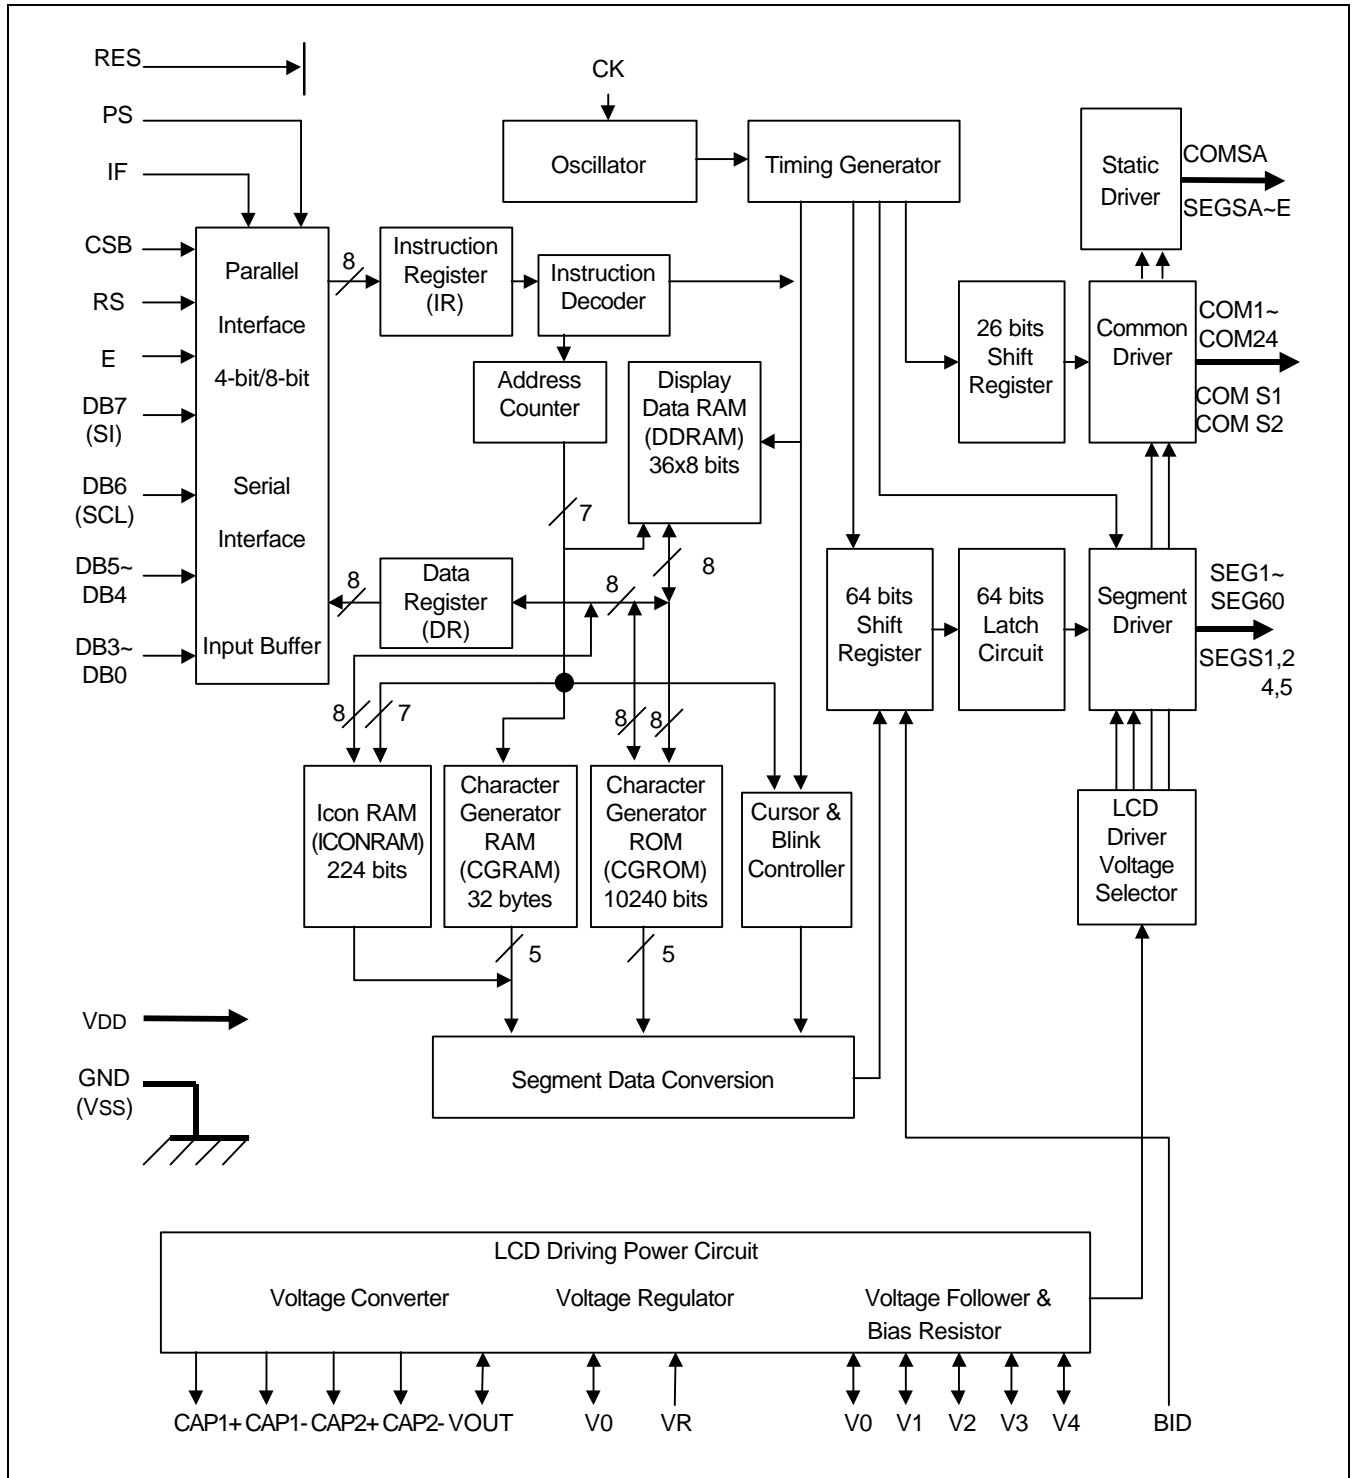 RES
PS
IF
CSB
RS
E
DB7
(SI)
DB6
(SCL)
DB5~
DB4
DB3~
DB0
Parallel
Interface
4-bit/8-bit
Serial
Interface
Input Buffer
8
8
CK
Oscillator
Timing Generator
Instruction
Register
(IR)
Instruction
Decoder
Address
Counter
7
Display
Data RAM
(DDRAM)
36x8 bits
8
8
Data
Register
(DR)
Static
Driver
COMSA
SEGSA~E
26 bits
Shift
Register
Common
Driver
COM1~
COM24
COM S1
COM S2
64 bits
Shift
Register
64 bits
Latch
Circuit
Segment
Driver
SEG1~
SEG60
SEGS1,2
4,5
8
7
8
8
Icon RAM
(ICONRAM)
224 bits
Character
Generator
RAM
(CGRAM)
32 bytes
Character
Generator
ROM
(CGROM)
10240 bits
Cursor &
Blink
Controller
LCD
Driver
Voltage
Selector
5
5
Segment Data Conversion
VDD
GND
(VSS)
LCD Driving Power Circuit
Voltage Converter
Voltage Regulator
Voltage Follower &
Bias Resistor
CAP1+ CAP1- CAP2+ CAP2- VOUT V0 VR V0 V1 V2 V3 V4 BID